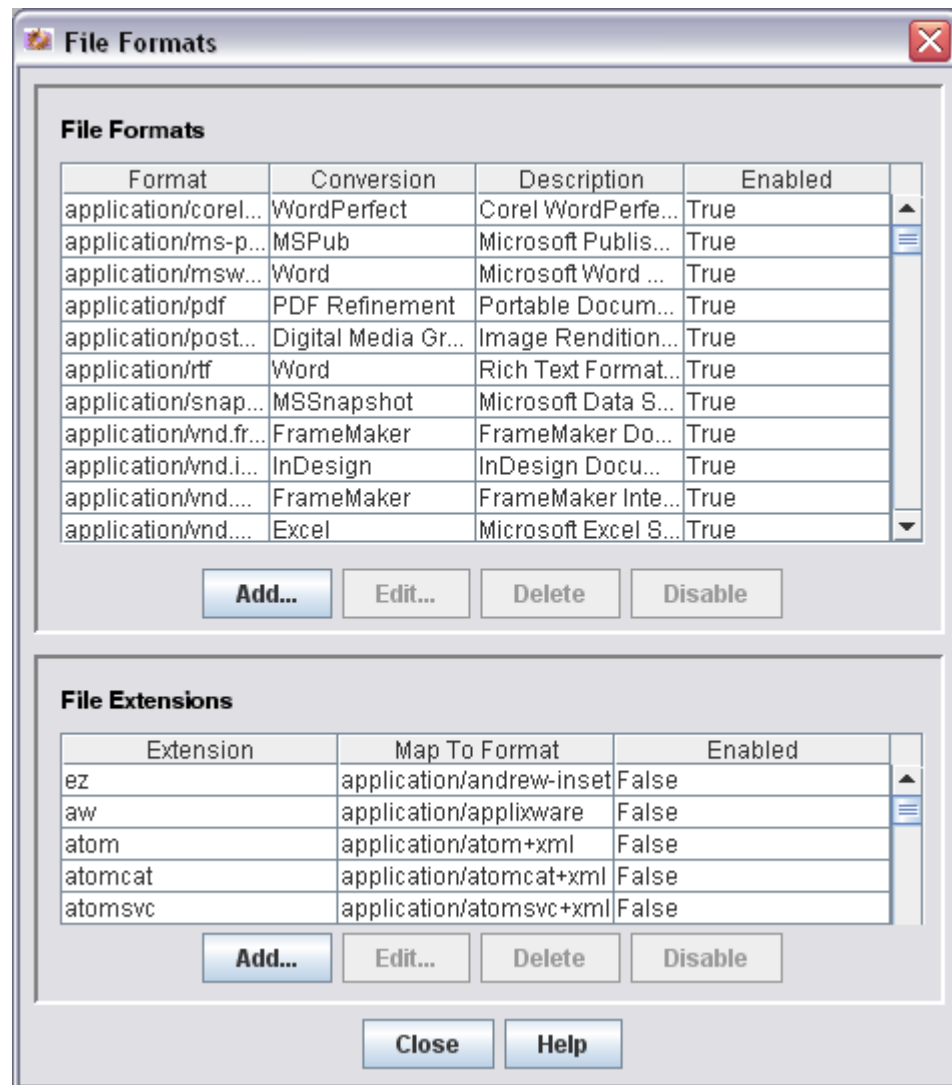 File Formats
File Formats
Format Conversion Description Enabled
application/corel... WordPerfect Corel WordPerfe... True
application/ms-p... MSPub Microsoft Publis... True
application/msw... Word Microsoft Word ... True
application/pdf PDF Refinement Portable Docum... True
application/post... Digital Media Gr... Image Rendition... True
application/rtf Word Rich Text Format... True
application/snap... MSSnapshot Microsoft Data S... True
application/vnd.fr... FrameMaker FrameMaker Do... True
application/vnd.i... InDesign InDesign Docu... True
application/vnd.... FrameMaker FrameMaker Inte... True
application/vnd.... Excel Microsoft Excel S... True
Add... Edit... Delete Disable
File Extensions
Extension Map To Format Enabled
ez application/andrew-inset False
aw application/applixware False
atom application/atom+xml False
atomcat application/atomcat+xml False
atomsvc application/atomsvc+xml False
Add... Edit... Delete Disable
Close Help